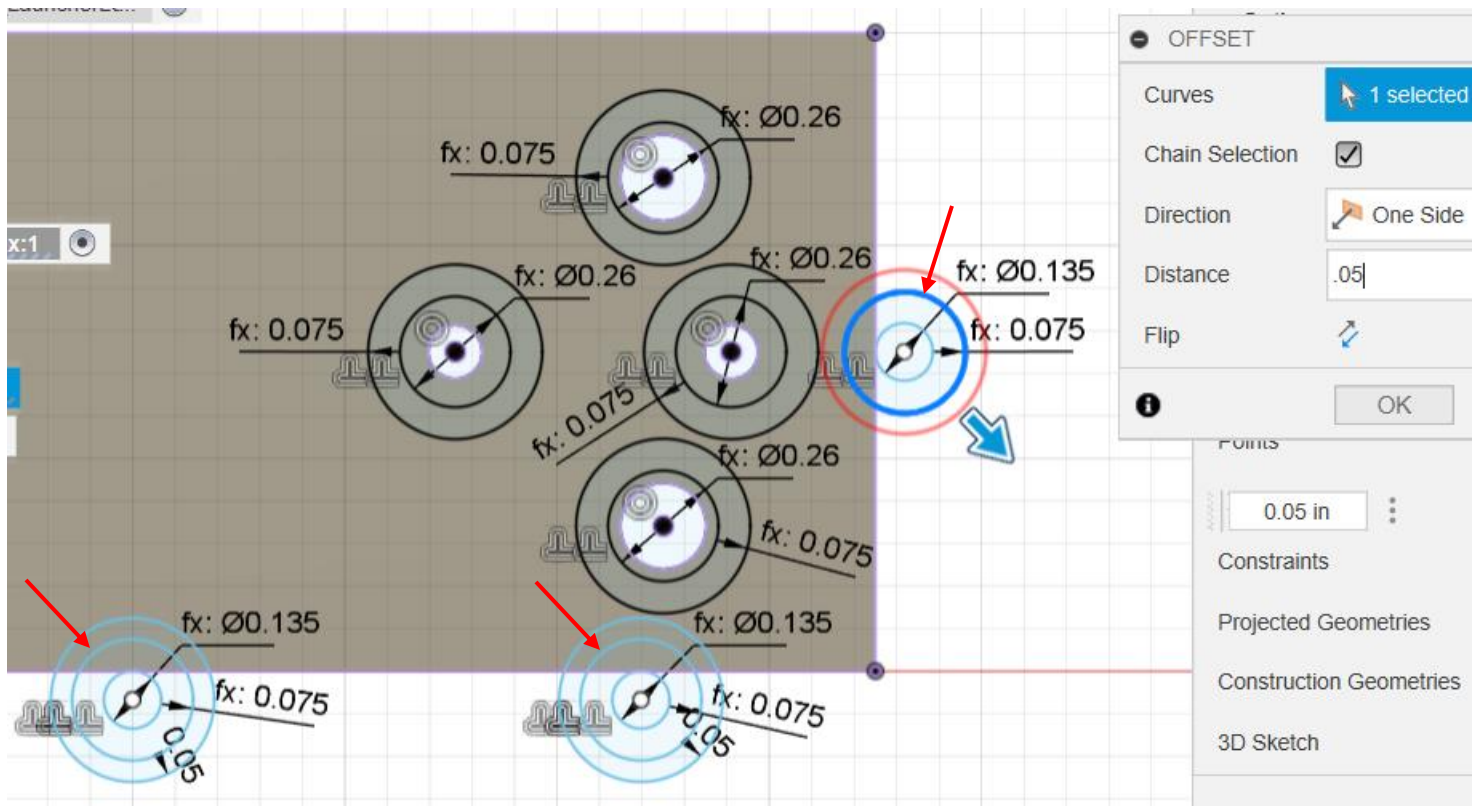 OFFSET
Curves
1 selected
Chain Selection
Direction
One Side
Distance
.05
Flip
OK
0.05 in
Constraints
Projected Geometries
Construction Geometries
3D Sketch
x:1
fx: Ø0.26
fx: 0.075
fx: Ø0.26
fx: 0.075
fx: Ø0.26
fx: 0.075
fx: Ø0.135
fx: 0.075
fx: Ø0.26
fx: 0.075
fx: Ø0.135
fx: 0.075
0.05
fx: Ø0.135
fx: 0.075
0.05